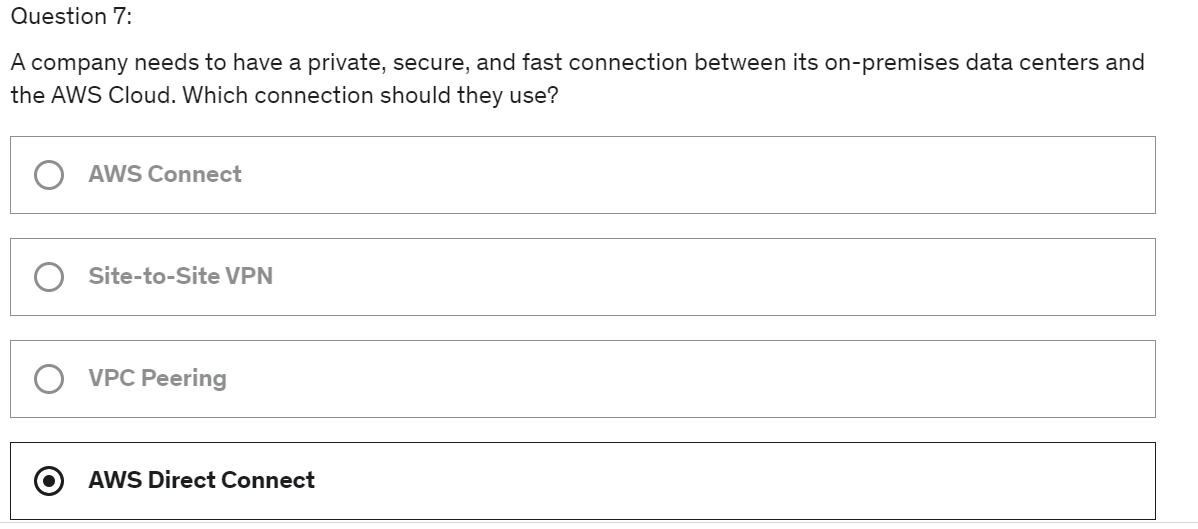 Question 7:
A company needs to have a private, secure, and fast connection between its on-premises data centers and
the AWS Cloud. Which connection should they use?
AWS Connect
Site-to-Site VPN
VPC Peering
AWS Direct Connect